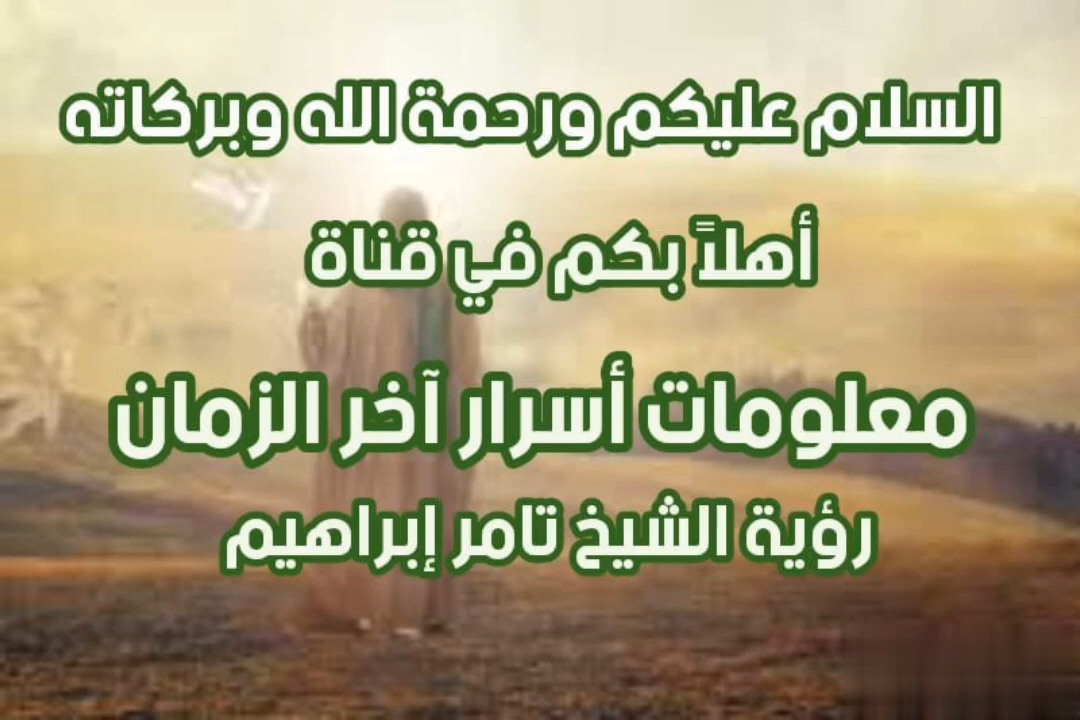 السلام عليكم ورحمة الله وبركاته
أهلاً بكم في قناة
معلومات أسرار آخر الزمان
رؤية الشيخ تامر إبراهيم